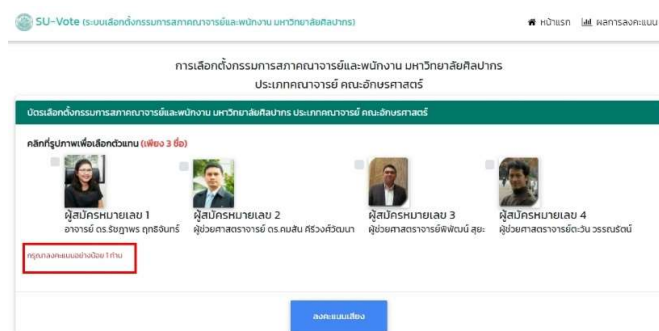 SU-Vote (ระบบเลือกตั้งกรรมการสภาคณาจารย์และพนักงาน มหาวิทยาลัยศิลปากร)
หน้าแรก ผลการลงคะแนน
การเลือกตั้งกรรมการสภาคณาจารย์และพนักงาน มหาวิทยาลัยศิลปากร
ประเภทคณาจารย์ คณะอักษรศาสตร์
บัตรเลือกตั้งกรรมการสภาคณาจารย์และพนักงาน มหาวิทยาลัยศิลปากร ประเภทคณาจารย์ คณะอักษรศาสตร์
คลิกที่รูปภาพเพื่อเลือกตัวแทน (เพียง 3 ชื่อ)
ผู้สมัครหมายเลข 1 ผู้สมัครหมายเลข 2 ผู้สมัครหมายเลข 3 ผู้สมัครหมายเลข 4
อาจารย์ ดร.รัชฎาพร ฤทธิจันทร์ ผู้ช่วยศาสตราจารย์ ดร.คมสัน คีรีวงศ์วัฒนา ผู้ช่วยศาสตราจารย์พิพัฒน์ สุยะ ผู้ช่วยศาสตราจารย์ตะวัน วรรณรัตน์
กรุณาลงคะแนนอย่างน้อย 1 ท่าน
ลงคะแนนเสียง